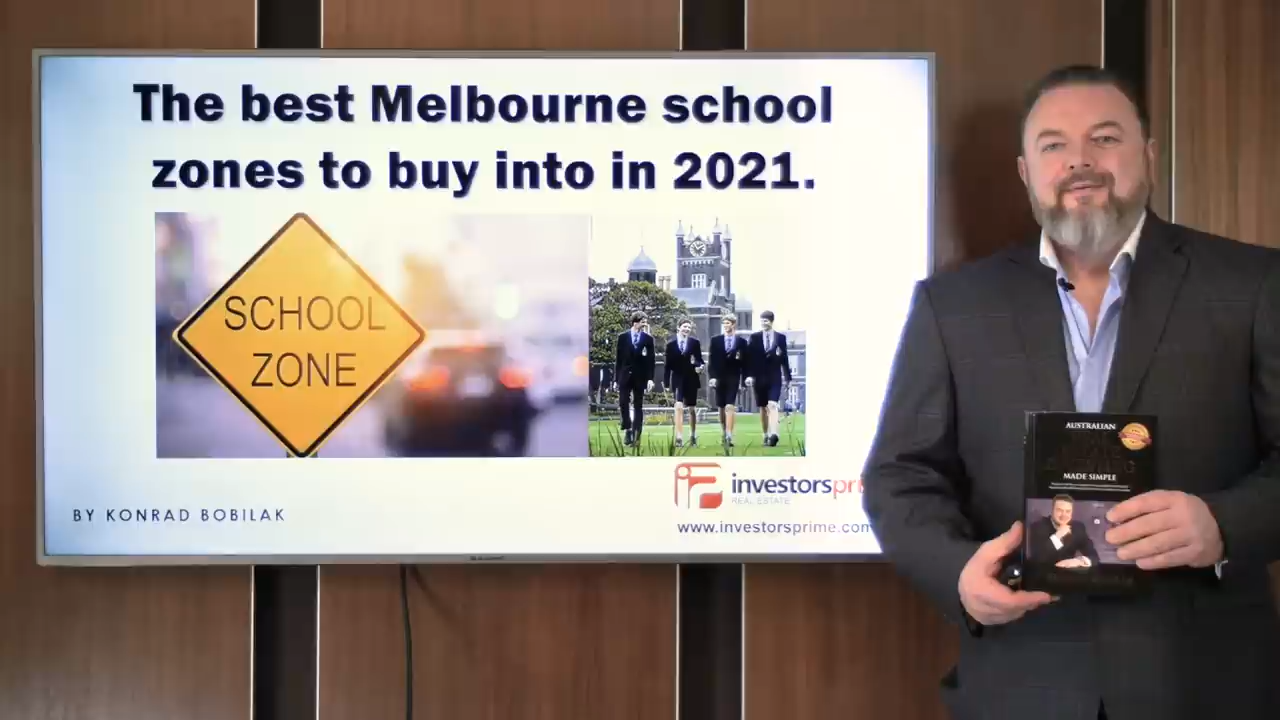 The best Melbourne school
zones to buy into in 2021.
SCHOOL
ZONE
investorspri
REAL ESTATE
BY KONRAD BOBILAK
www.investorsprime.com
AUSTRALIAN
MADE SIMPLE